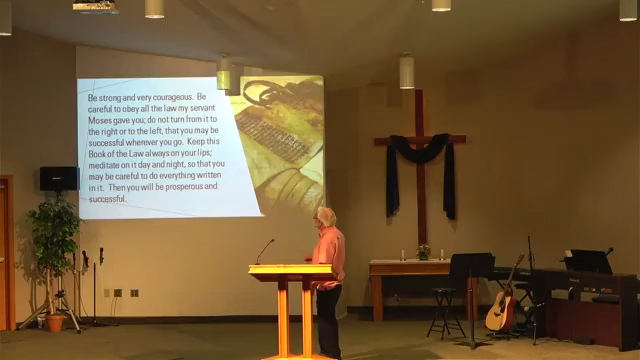 Be strong and very courageous.  Be
careful to obey all the law my servant
Moses gave you; do not turn from it to
the right or to the left, that you may be
successful wherever you go.  Keep this
Book of the Law always on your lips;
meditate on it day and night, so that you
may be careful to do everything written
in it.  Then you will be prosperous and
successful.